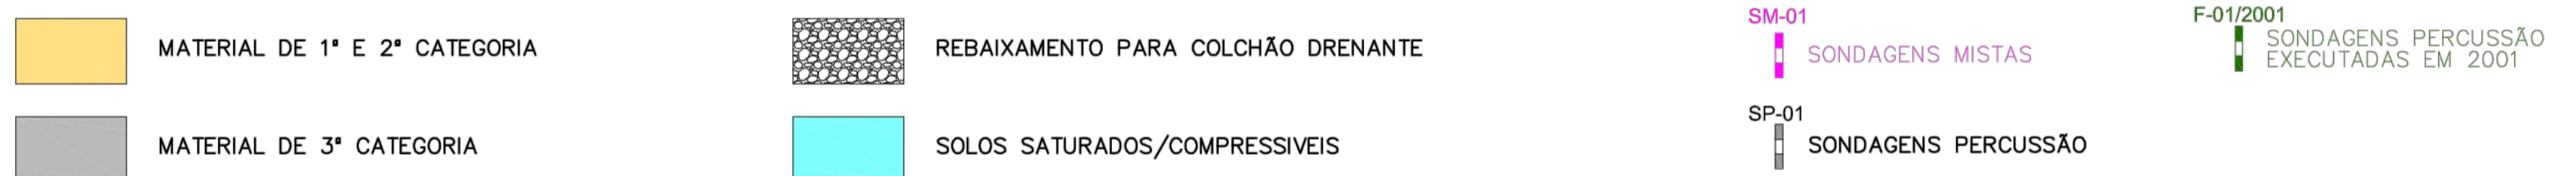 MATERIAL DE 1ª E 2ª CATEGORIA
MATERIAL DE 3ª CATEGORIA
REBAIXAMENTO PARA COLCHÃO DRENANTE
SOLOS SATURADOS/COMPRESSIVEIS
SM-01
SONDAGENS MISTAS
SP-01
SONDAGENS PERCUSSÃO
F-01/2001
SONDAGENS PERCUSSÃO
EXECUTADAS EM 2001